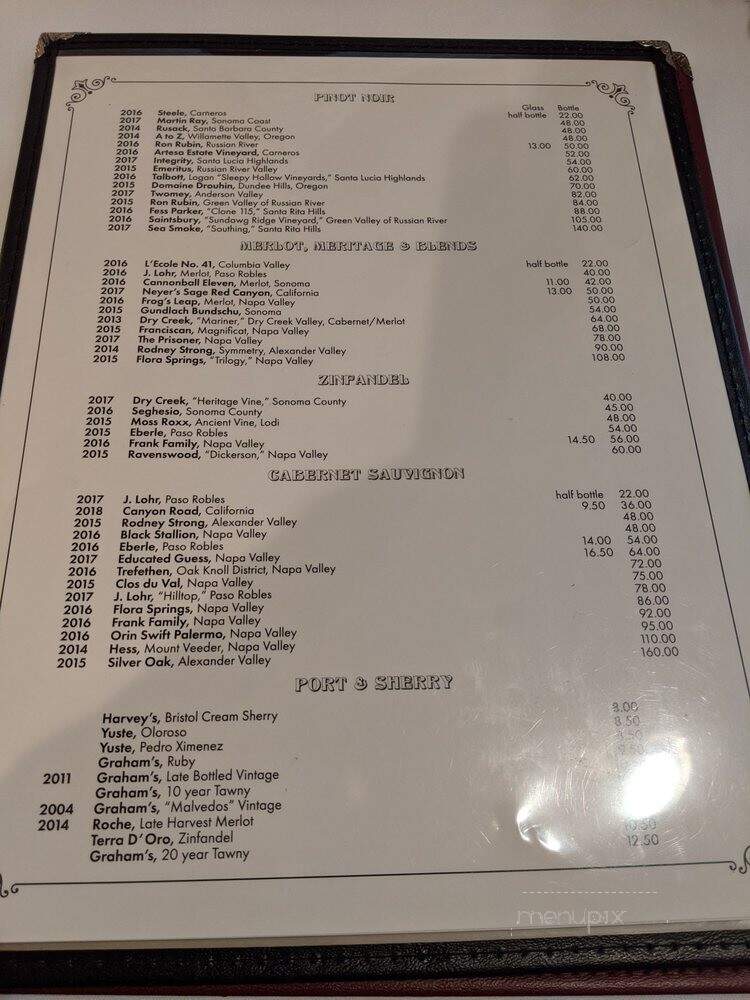 PINOT NOIR
Glass Bottle
2016 Steele, Carneros half bottle 22.00
2017 Martin Ray, Sonoma Coast 48.00
2014 Rusack, Santa Barbara County 48.00
2014 A to Z, Willamette Valley, Oregon 48.00
2016 Ron Rubin, Russian River 13.00 50.00
2016 Artesa Estate Vineyard, Carneros 52.00
2017 Integrity, Santa Lucia Highlands 54.00
2015 Emeritus, Russian River Valley 60.00
2016 Talbott, Logan "Sleepy Hollow Vineyards," Santa Lucia Highlands 62.00
2015 Domaine Drouhin, Dundee Hills, Oregon 70.00
2017 Twomey, Anderson Valley 82.00
2015 Ron Rubin, Green Valley of Russian River 84.00
2016 Fess Parker, "Clone 115," Santa Rita Hills 88.00
2016 Saintsbury, "Sundawg Ridge Vineyard," Green Valley of Russian River 105.00
2017 Sea Smoke, "Southing," Santa Rita Hills 140.00
MERLOT, MERITAGE & BLENDS
2016 L'Ecole No. 41, Columbia Valley half bottle 22.00
2016 J. Lohr, Merlot, Paso Robles 40.00
2016 Cannonball Eleven, Merlot, Sonoma 11.00 42.00
2017 Neyer's Sage Red Canyon, California 13.00 50.00
2016 Frog's Leap, Merlot, Napa Valley 50.00
2015 Gundlach Bundschu, Sonoma 54.00
2013 Dry Creek, "Mariner," Dry Creek Valley, Cabernet/Merlot 64.00
2015 Franciscan, Magnificat, Napa Valley 68.00
2017 The Prisoner, Napa Valley 78.00
2014 Rodney Strong, Symmetry, Alexander Valley 90.00
2015 Flora Springs, "Trilogy," Napa Valley 108.00
ZINFANDEL
2017 Dry Creek, "Heritage Vine," Sonoma County 40.00
2016 Seghesio, Sonoma County 45.00
2015 Moss Roxx, Ancient Vine, Lodi 48.00
2015 Eberle, Paso Robles 54.00
2016 Frank Family, Napa Valley 14.50 56.00
2015 Ravenswood, "Dickerson," Napa Valley 60.00
CABERNET SAUVIGNON
2017 J. Lohr, Paso Robles half bottle 22.00
2018 Canyon Road, California 9.50 36.00
2015 Rodney Strong, Alexander Valley 48.00
2016 Black Stallion, Napa Valley 48.00
2016 Eberle, Paso Robles 14.00 54.00
2017 Educated Guess, Napa Valley 16.50 64.00
2016 Trefethen, Oak Knoll District, Napa Valley 72.00
2015 Clos du Val, Napa Valley 75.00
2017 J. Lohr, "Hilltop," Paso Robles 78.00
2016 Flora Springs, Napa Valley 86.00
2016 Frank Family, Napa Valley 92.00
2016 Orin Swift Palermo, Napa Valley 95.00
2014 Hess, Mount Veeder, Napa Valley 110.00
2015 Silver Oak, Alexander Valley 160.00
PORT & SHERRY
Harvey's, Bristol Cream Sherry 8.00
Yuste, Oloroso 8.50
Yuste, Pedro Ximenez 8.50
Graham's, Ruby 9.50
2011 Graham's, Late Bottled Vintage
Graham's, 10 year Tawny
2004 Graham's, "Malvedos" Vintage
2014 Roche, Late Harvest Merlot
Terra D'Oro, Zinfandel 10.50
Graham's, 20 year Tawny 12.50
menupix